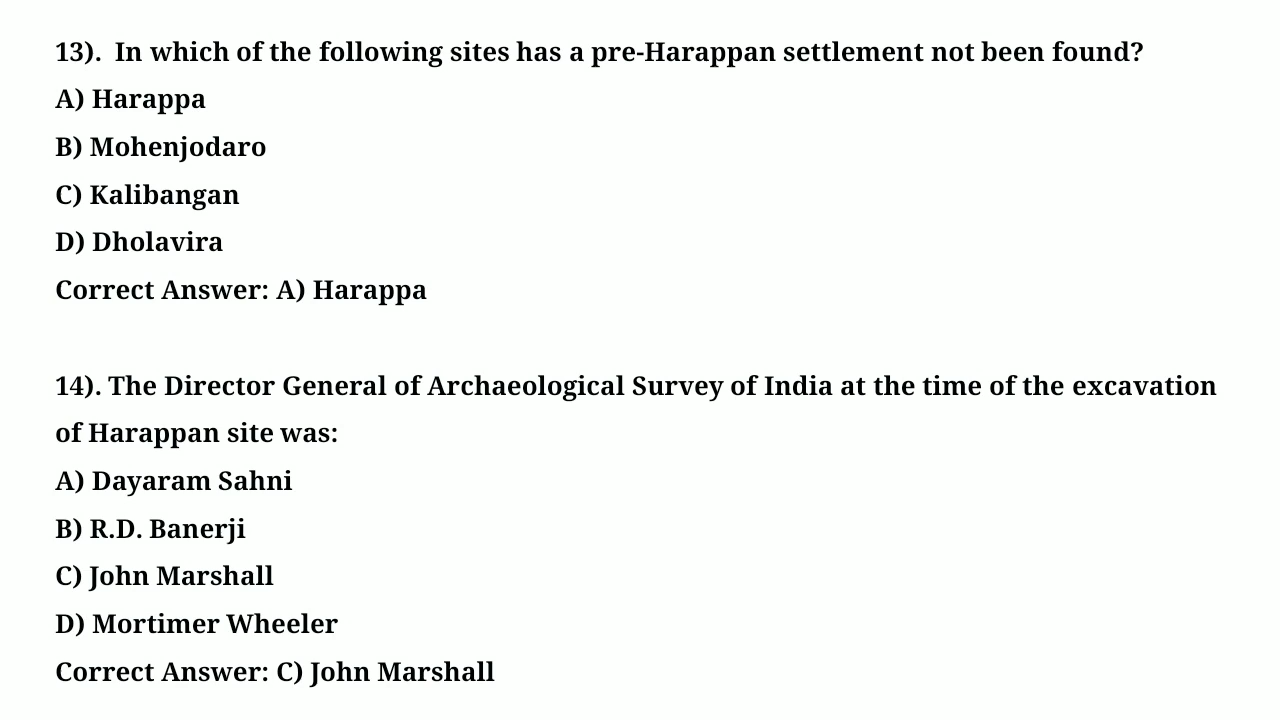 13).  In which of the following sites has a pre-Harappan settlement not been found?
A) Harappa
B) Mohenjodaro
C) Kalibangan
D) Dholavira
Correct Answer: A) Harappa
14). The Director General of Archaeological Survey of India at the time of the excavation
of Harappan site was:
A) Dayaram Sahni
B) R.D. Banerji
C) John Marshall
D) Mortimer Wheeler
Correct Answer: C) John Marshall